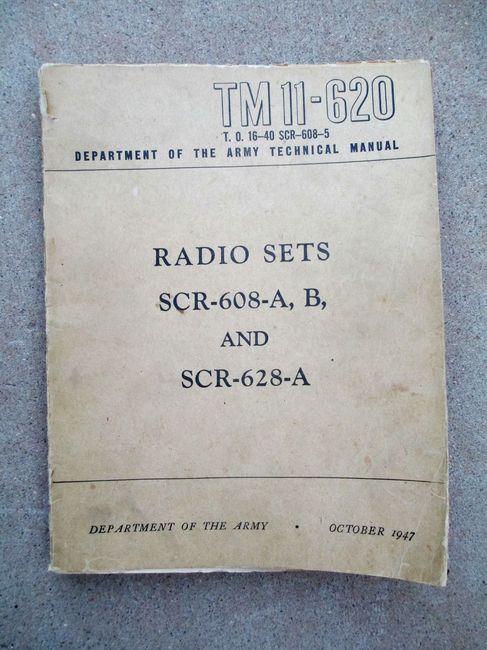 TM 11-620
T. O. 16-40 SCR-608-5
DEPARTMENT OF THE ARMY TECHNICAL MANUAL
RADIO SETS
SCR-608-A, B,
AND
SCR-628-A
DEPARTMENT OF THE ARMY • OCTOBER 1947